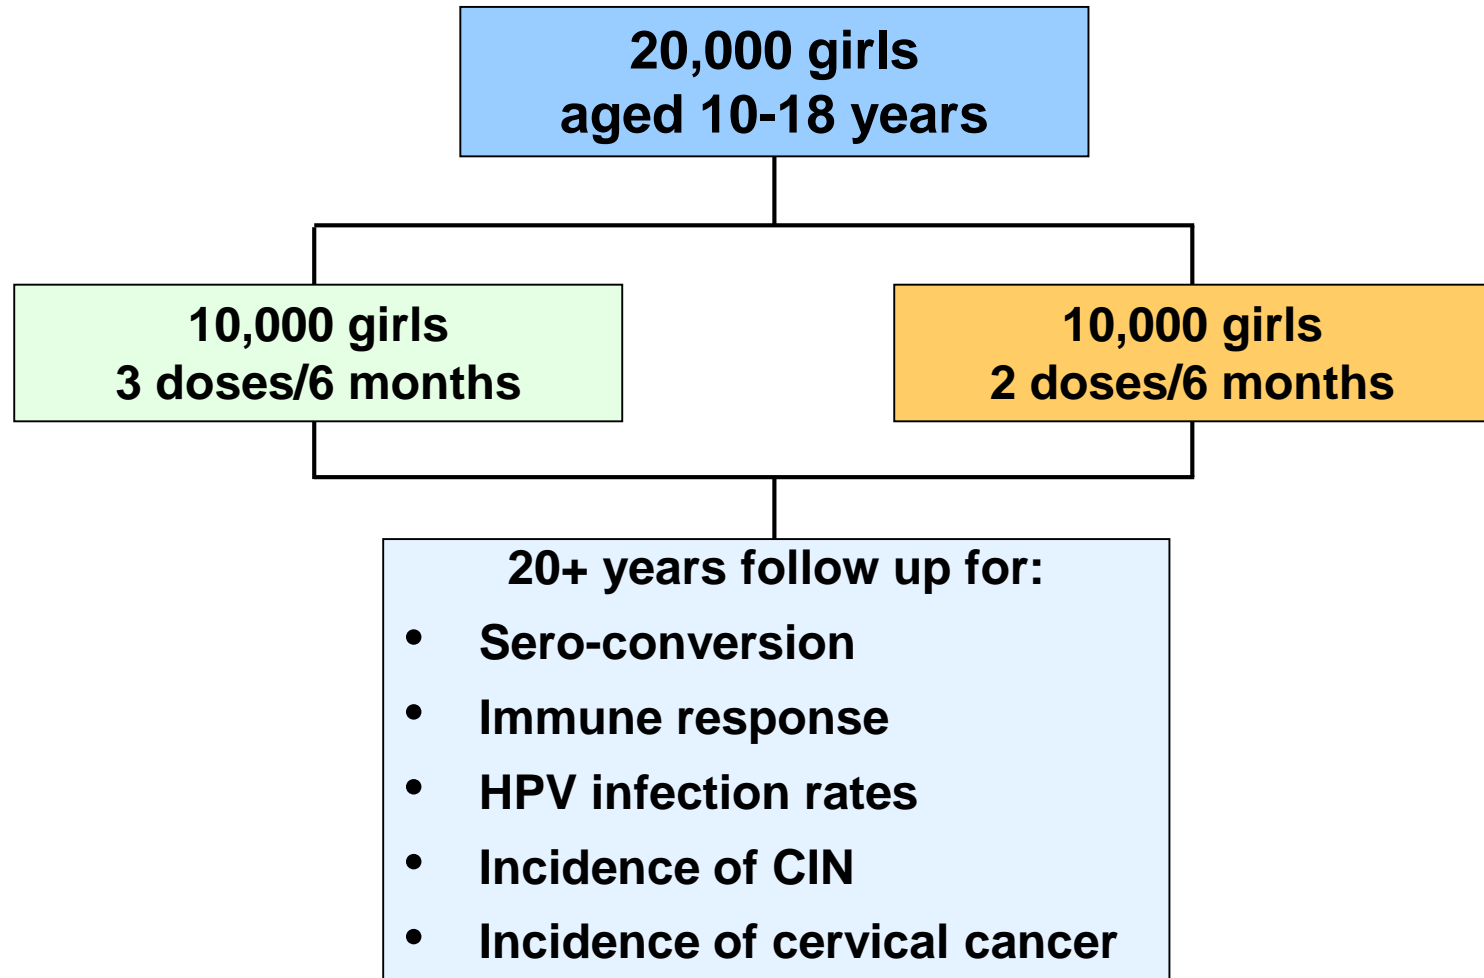 20,000 girls
aged 10-18 years
10,000 girls
3 doses/6 months
10,000 girls
2 doses/6 months
20+ years follow up for:
• Sero-conversion
• Immune response
• HPV infection rates
• Incidence of CIN
• Incidence of cervical cancer